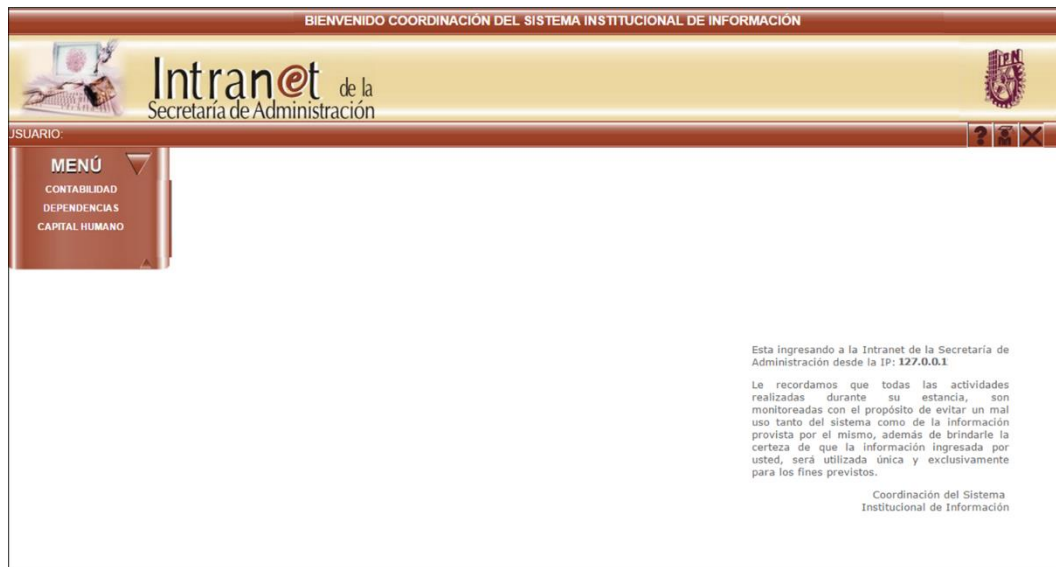 BIENVENIDO COORDINACIÓN DEL SISTEMA INSTITUCIONAL DE INFORMACIÓN
Intran@t de la
Secretaría de Administración
IPN
USUARIO:
?
MENÚ
CONTABILIDAD
DEPENDENCIAS
CAPITAL HUMANO
Esta ingresando a la Intranet de la Secretaría de
Administración desde la IP: 127.0.0.1
Le recordamos que todas las actividades
realizadas durante su estancia, son
monitoreadas con el propósito de evitar un mal
uso tanto del sistema como de la información
provista por el mismo, además de brindarle la
certeza de que la información ingresada por
usted, será utilizada única y exclusivamente
para los fines previstos.
Coordinación del Sistema
Institucional de Información